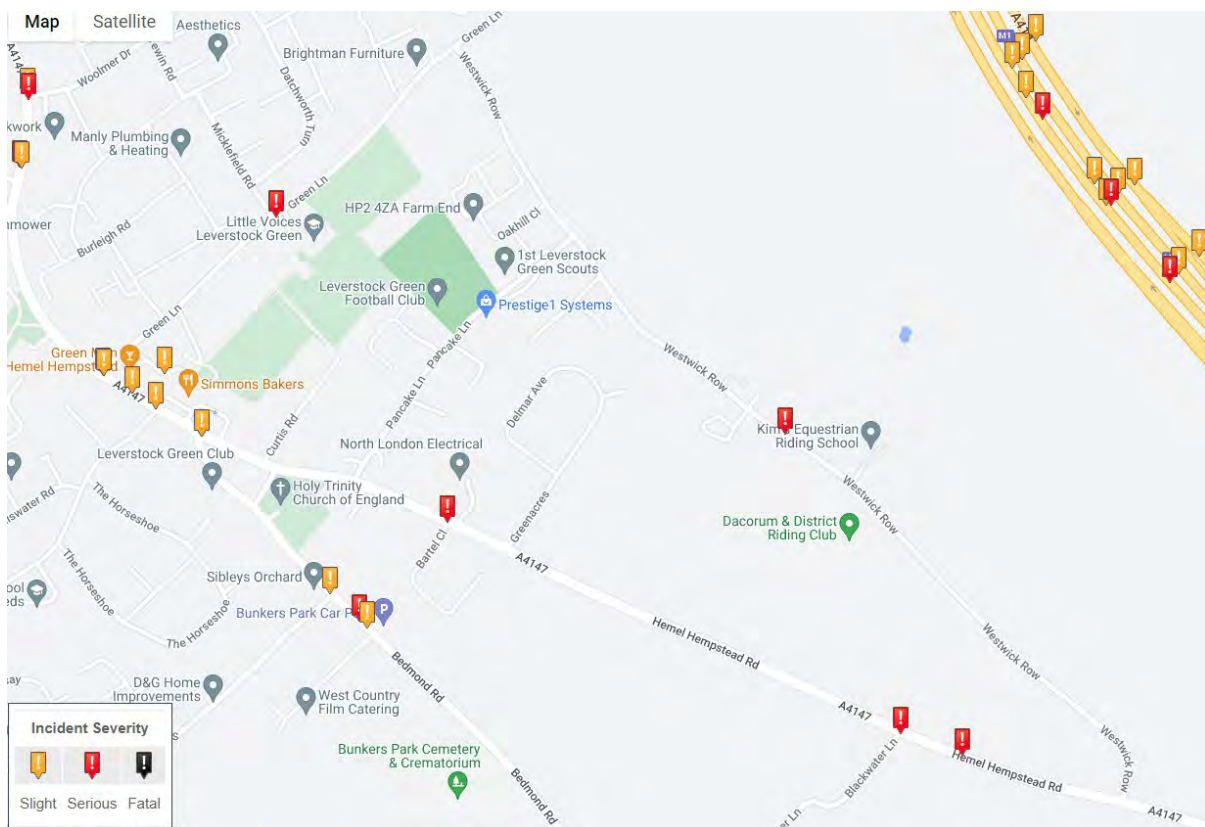 Map Satellite
Aesthetics
Brightman Furniture
Green Ln
Westwick Row
A4147
Woolmer Dr
Datchworth Turn
M1
Manly Plumbing
& Heating
Micklefield Rd
Green Ln
HP2 4ZA Farm End
Little Voices
Leverstock Green
Oakhill Cl
Burleigh Rd
1st Leverstock
Green Scouts
Leverstock Green
Football Club
Prestige1 Systems
Green Ln
Pancake Ln
Westwick Row
Hemel Hempstead
Simmons Bakers
A4147
Delmar Ave
Pancake Ln
Curtis Rd
North London Electrical
Equestrian
Riding School
Leverstock Green Club
Westwick Row
Holy Trinity
Church of England
The Horseshoe
Greenacres
Dacorum & District
Riding Club
Bartel Cl
A4147
The Horseshoe
Sibleys Orchard
Bunkers Park Car
P
The Horseshoe
Hemel Hempstead Rd
Westwick Row
Bedmond Rd
D&G Home
Improvements
West Country
Film Catering
A4147
Incident Severity
Slight Serious Fatal
Bunkers Park Cemetery
& Crematorium
Bedmond Rd
Blackwater Ln
Hemel Hempstead Rd
Westwick Row
A4147